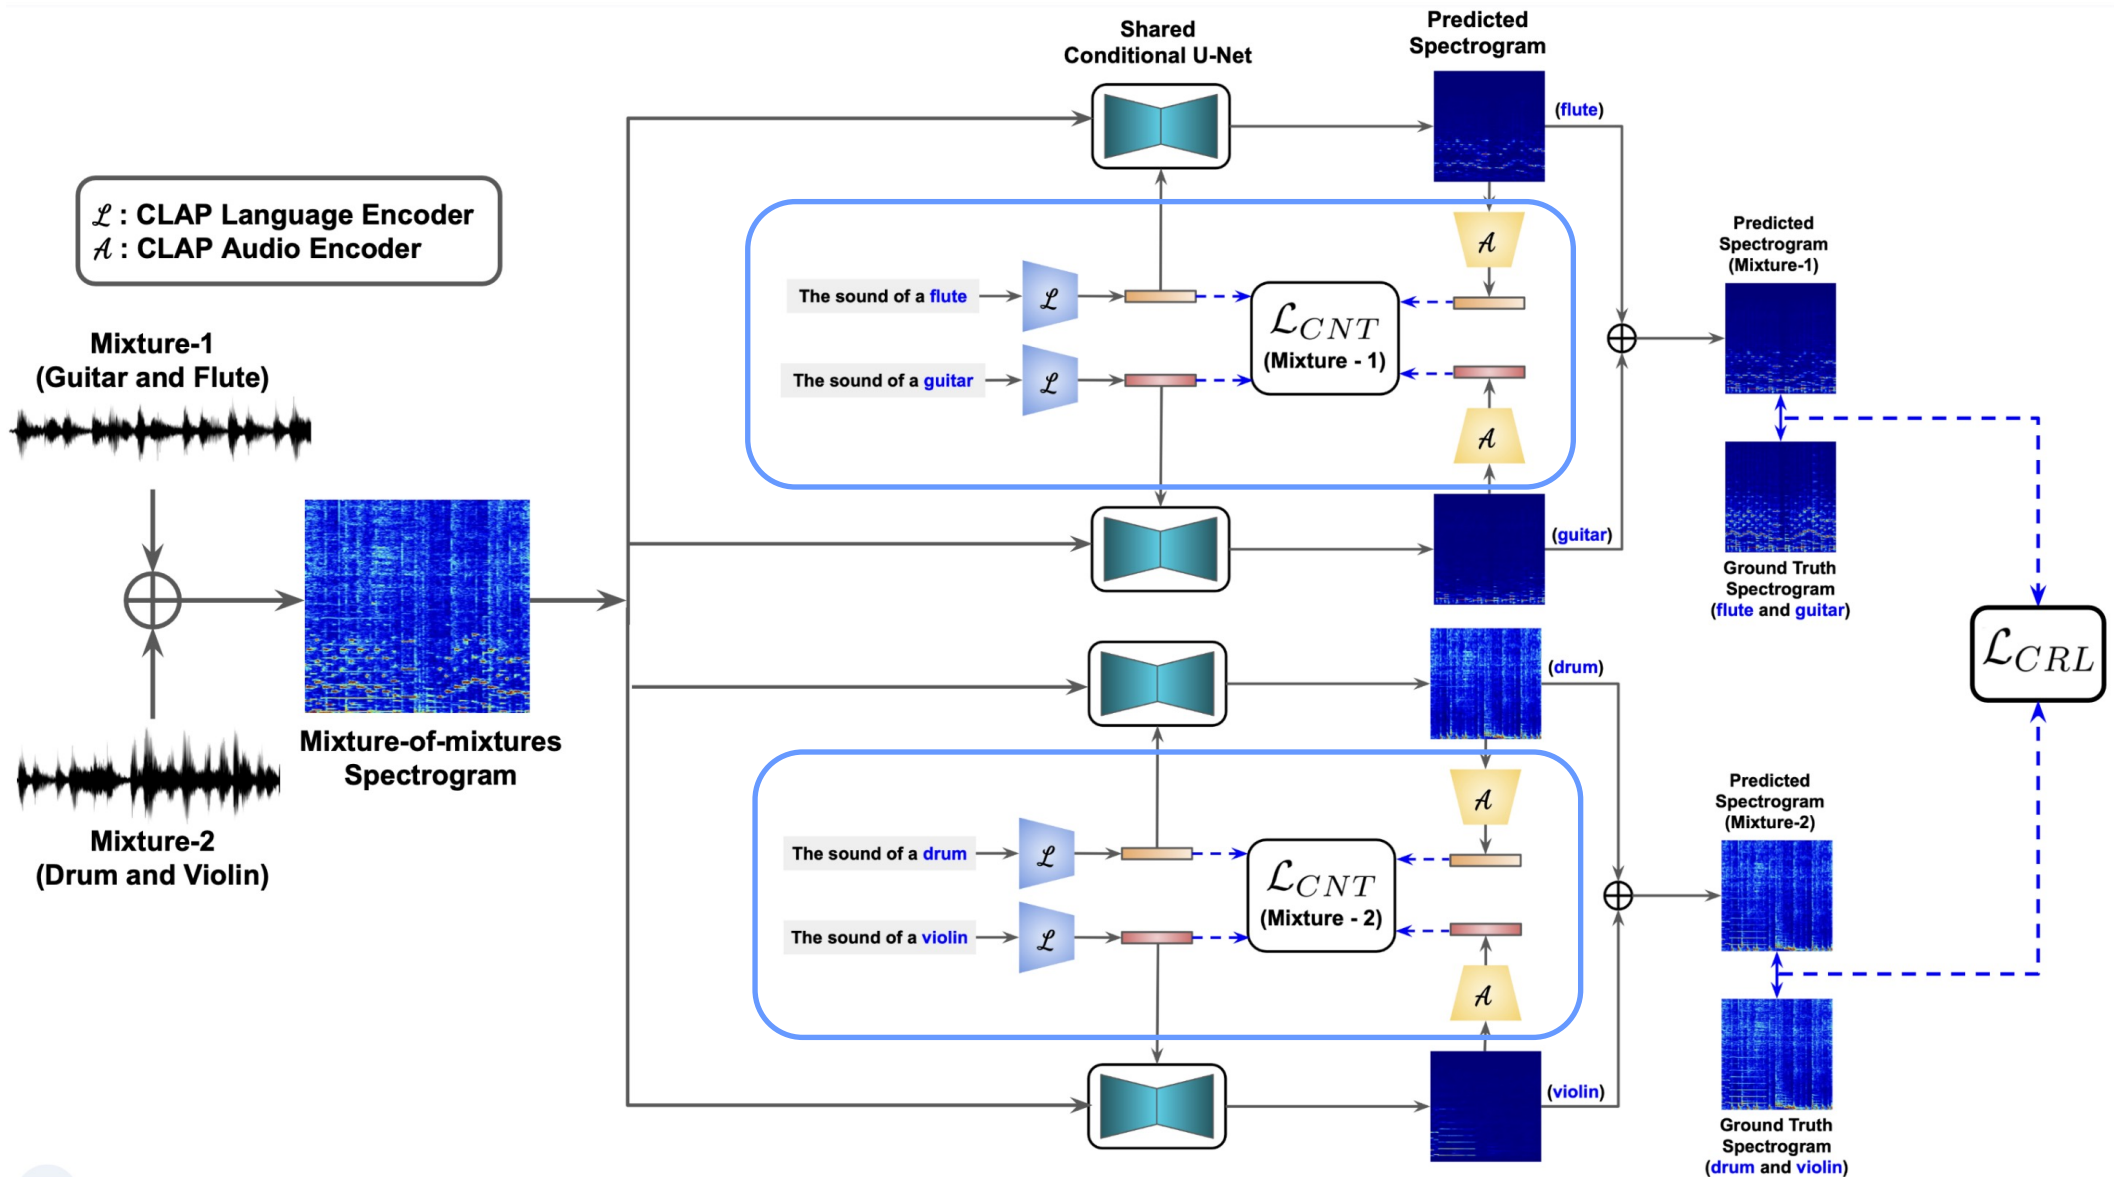 Shared
Conditional U-Net
Predicted
Spectrogram
(flute)
ℒ : CLAP Language Encoder
𝒜 : CLAP Audio Encoder
𝒜
The sound of a flute
ℒ
ℒCNT
(Mixture - 1)
The sound of a guitar
ℒ
𝒜
Predicted
Spectrogram
(Mixture-1)
Mixture-1
(Guitar and Flute)
(guitar)
Ground Truth
Spectrogram
(flute and guitar)
ℒCRL
Mixture-of-mixtures
Spectrogram
(drum)
Mixture-2
(Drum and Violin)
𝒜
The sound of a drum
ℒ
ℒCNT
(Mixture - 2)
The sound of a violin
ℒ
𝒜
Predicted
Spectrogram
(Mixture-2)
(violin)
Ground Truth
Spectrogram
(drum and violin)